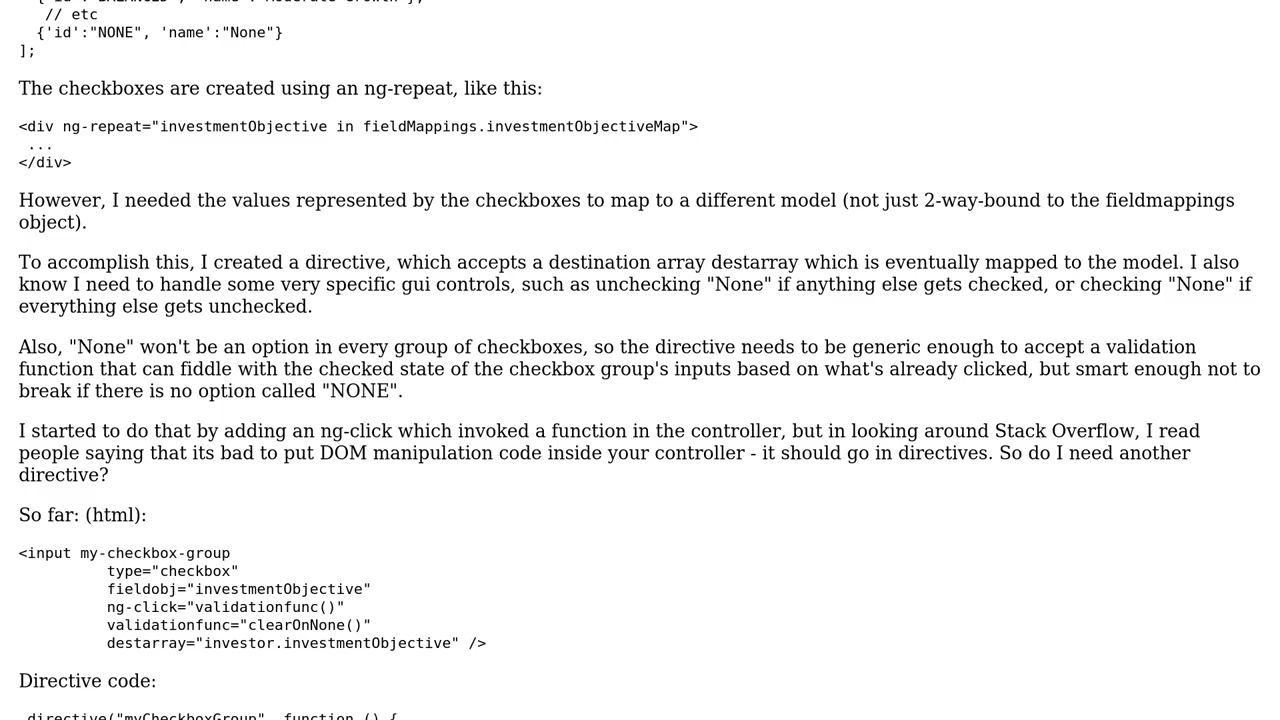 // etc
{'id':"NONE", 'name':"None"}
];
The checkboxes are created using an ng-repeat, like this:
<div ng-repeat="investmentObjective in fieldMappings.investmentObjectiveMap">
...
</div>
However, I needed the values represented by the checkboxes to map to a different model (not just 2-way-bound to the fieldmappings
object).
To accomplish this, I created a directive, which accepts a destination array destarray which is eventually mapped to the model. I also
know I need to handle some very specific gui controls, such as unchecking "None" if anything else gets checked, or checking "None" if
everything else gets unchecked.
Also, "None" won't be an option in every group of checkboxes, so the directive needs to be generic enough to accept a validation
function that can fiddle with the checked state of the checkbox group's inputs based on what's already clicked, but smart enough not to
break if there is no option called "NONE".
I started to do that by adding an ng-click which invoked a function in the controller, but in looking around Stack Overflow, I read
people saying that its bad to put DOM manipulation code inside your controller - it should go in directives. So do I need another
directive?
So far: (html):
<input my-checkbox-group
type="checkbox"
fieldobj="investmentObjective"
ng-click="validationfunc()"
validationfunc="clearOnNone()"
destarray="investor.investmentObjective" />
Directive code:
.directive("myCheckboxGroup", function () {